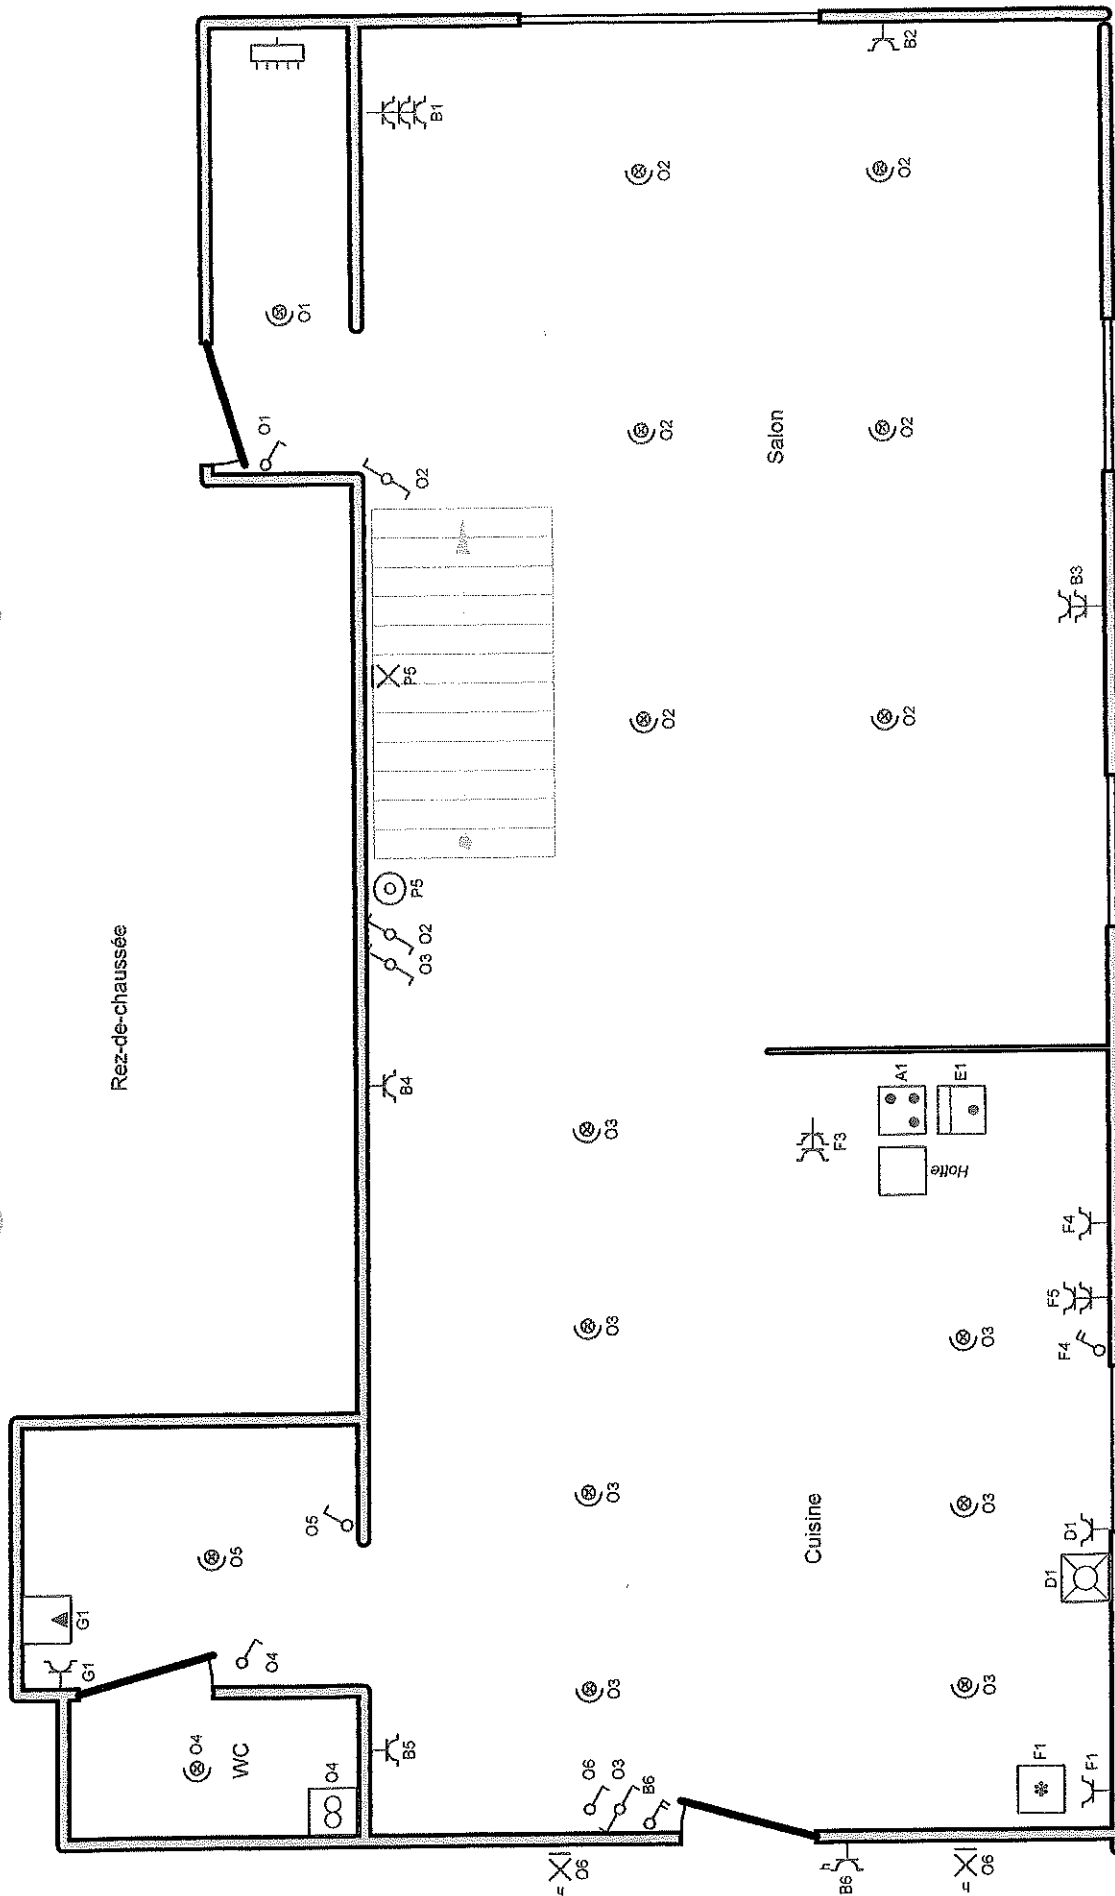 Rez-de-chaussée
B1
B2
O2
O2
O1
O1
O2
O2
O2
Salon
B3
P5
O2
O2
P5
O2
O3
B4
A1
E1
O3
F3
Hotte
F4
O3
F5
O3
F4
O5
O3
Cuisine
O3
D1
D1
O5
G1
G1
O4
O3
O3
O4
WC
O4
B5
O6
O3
B6
F1
F1
h
O6
h
B6
h
O6